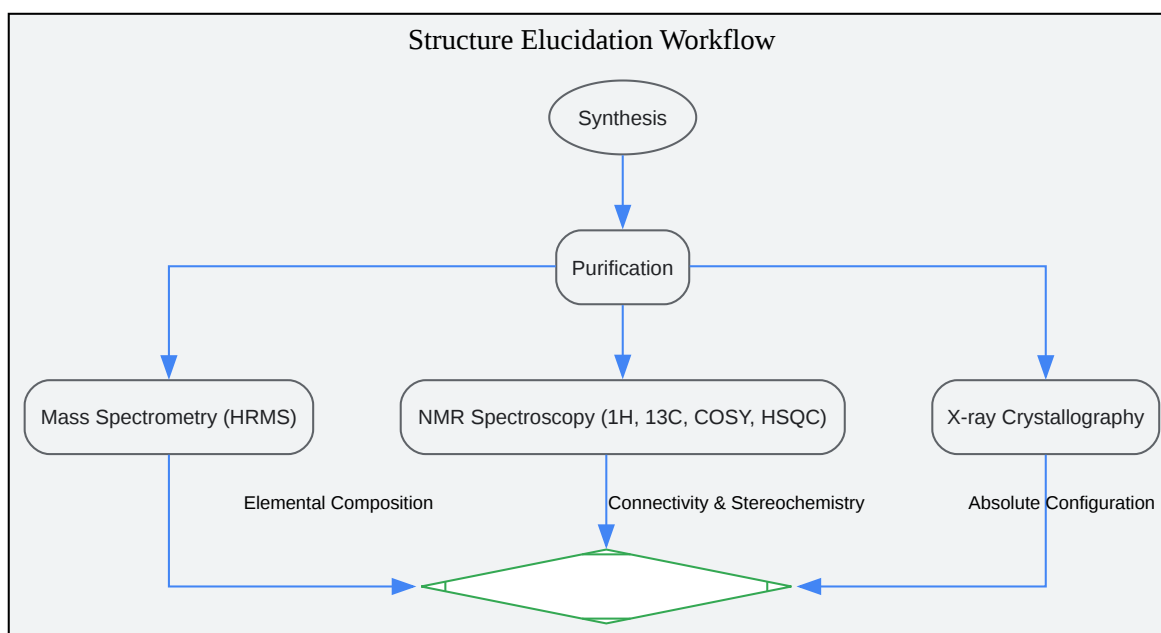 Structure Elucidation Workflow
Synthesis
Purification
Mass Spectrometry (HRMS)
NMR Spectroscopy (1H, 13C, COSY, HSQC)
X-ray Crystallography
Elemental Composition
Connectivity & Stereochemistry
Absolute Configuration